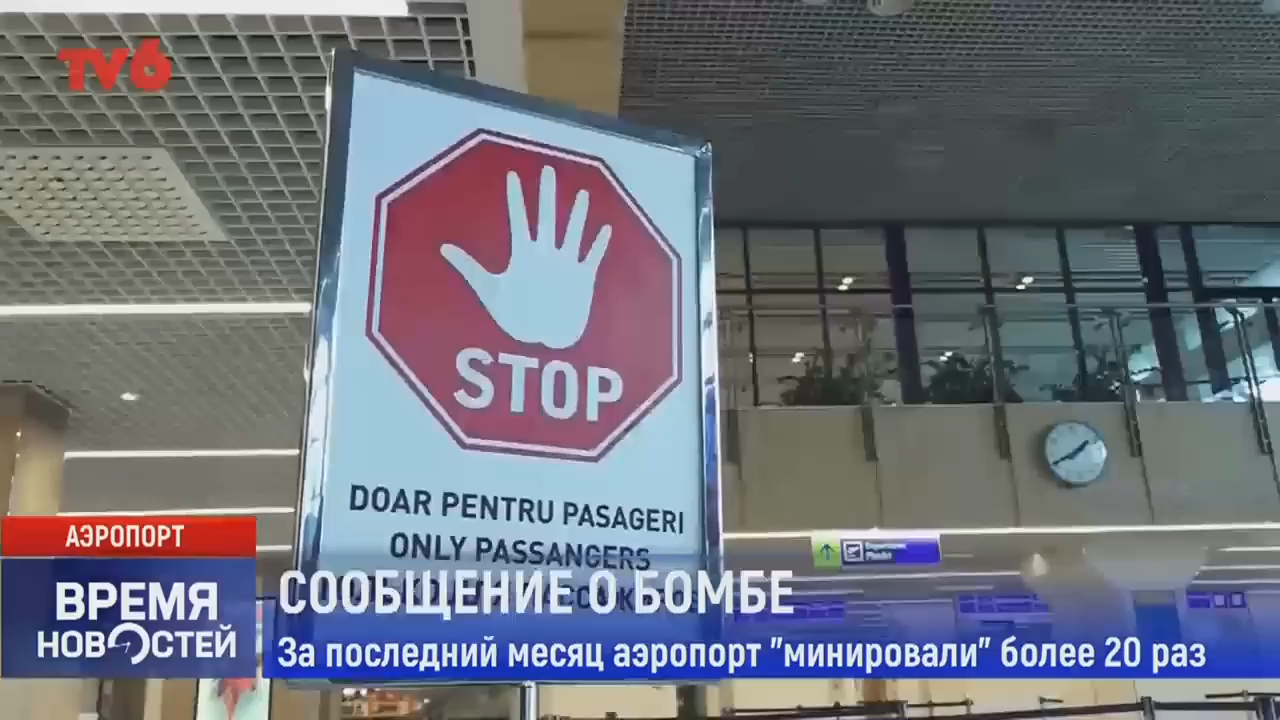 TV6
STOP
DOAR PENTRU PASAGERI
ONLY PASSANGERS
АЭРОПОРТ
ВРЕМЯ
НОВОСТЕЙ
СООБЩЕНИЕ О БОМБЕ
За последний месяц аэропорт "минировали" более 20 раз